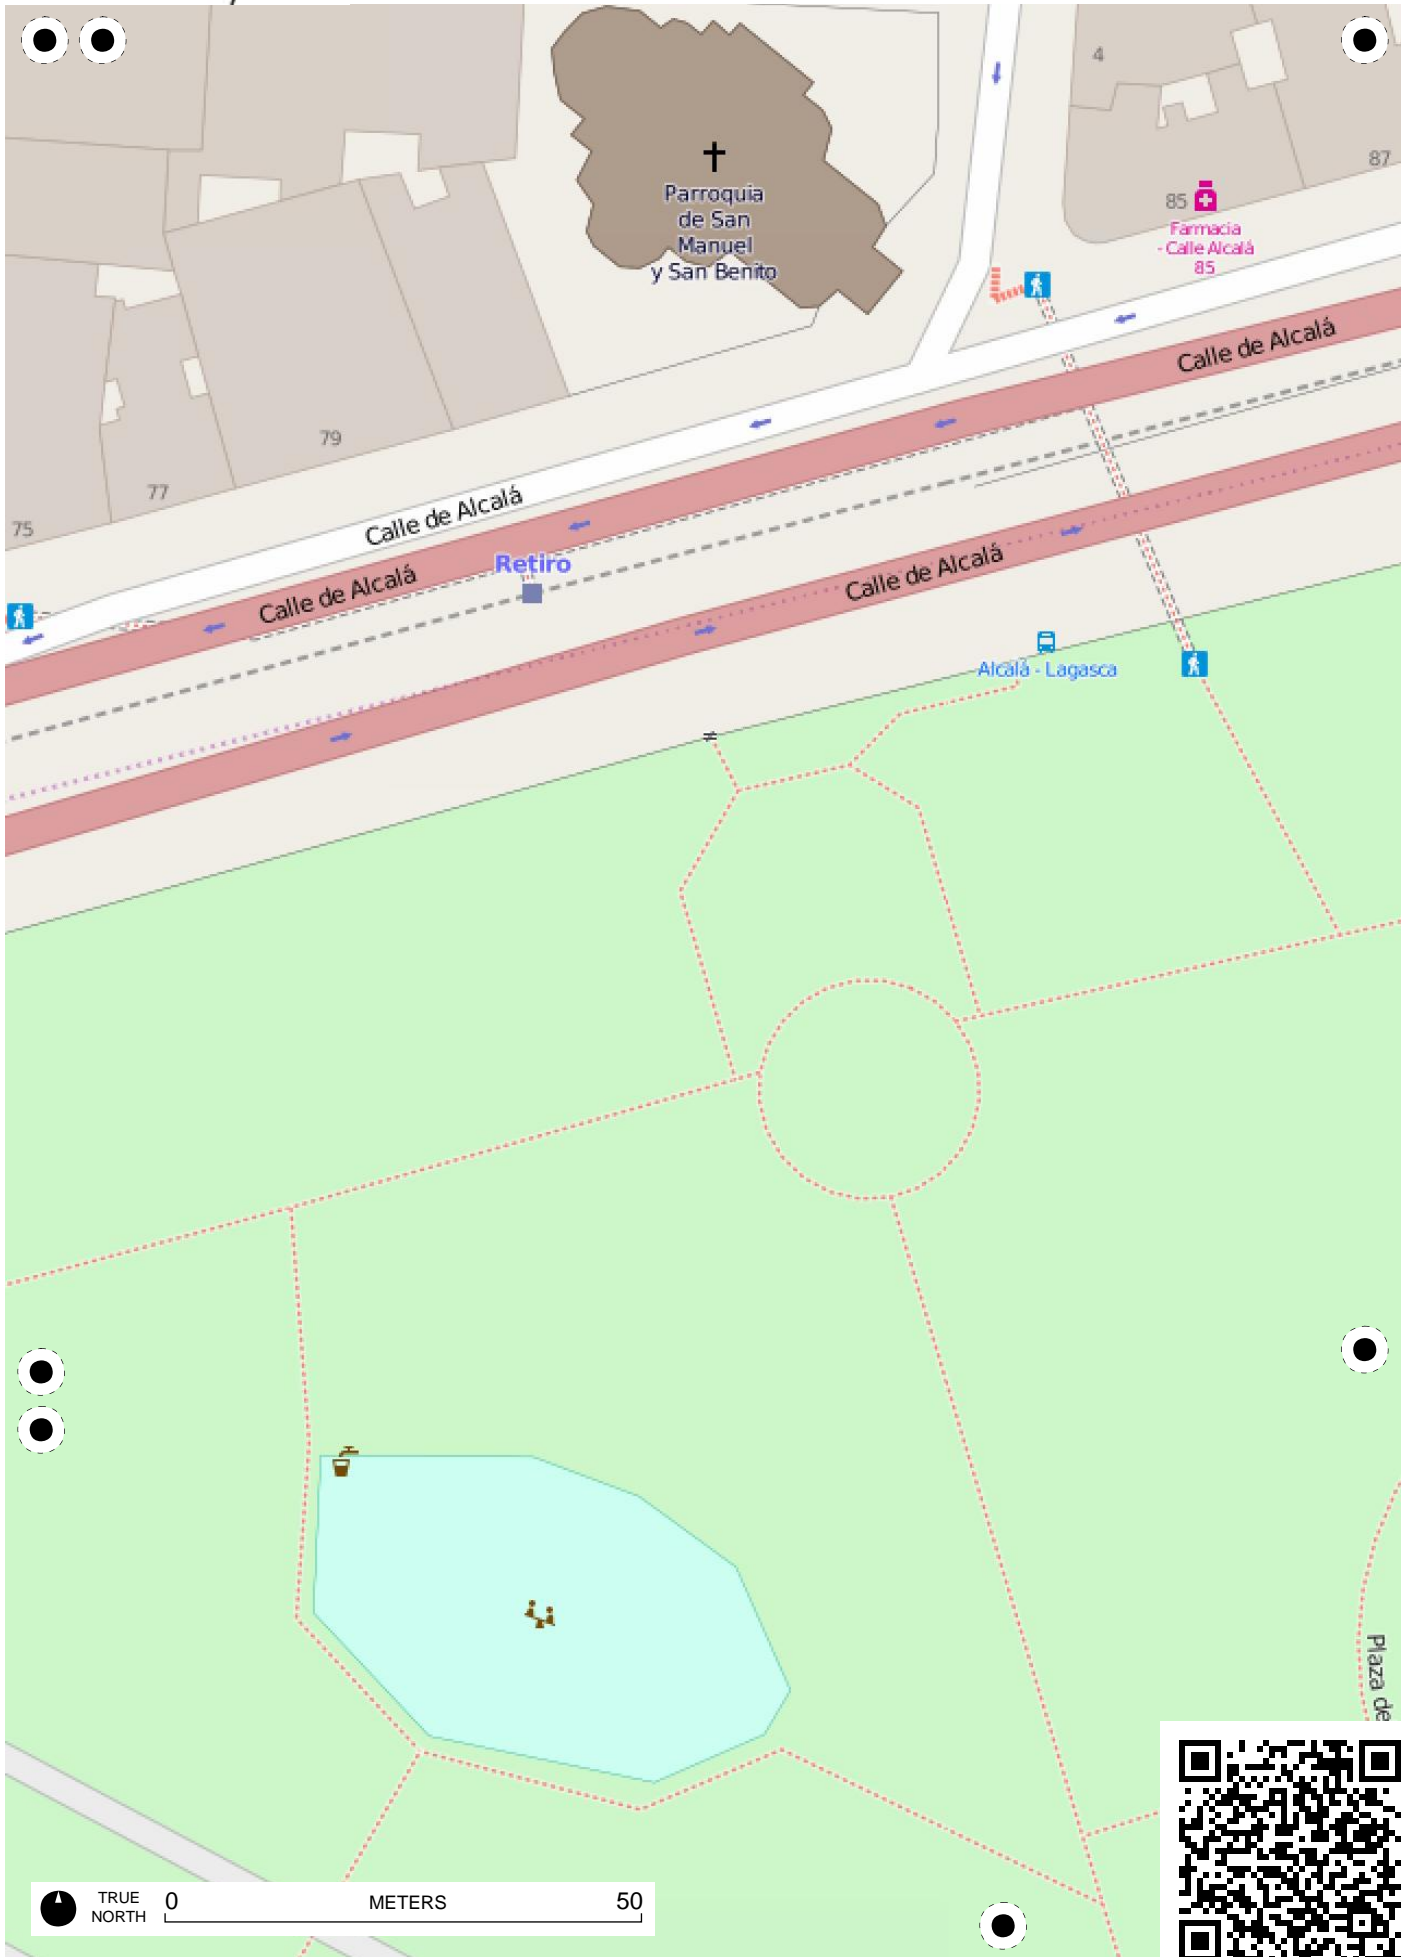 4
87
85
Parroquia
de San
Manuel
y San Benito
Farmacia
- Calle Alcalá
85
Calle de Alcalá
79
77
75
Calle de Alcalá
Retiro
Calle de Alcalá
Calle de Alcalá
Alcalá - Lagasca
Plaza de
TRUE
NORTH
0
METERS
50